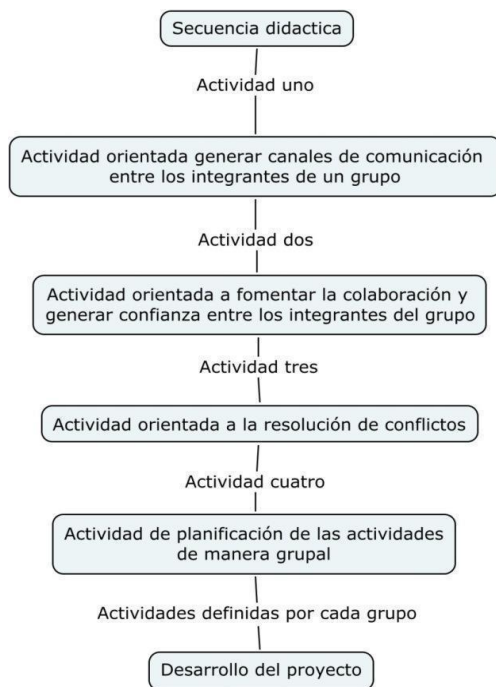 Secuencia didactica
Actividad uno
Actividad orientada generar canales de comunicación
entre los integrantes de un grupo
Actividad dos
Actividad orientada a fomentar la colaboración y
generar confianza entre los integrantes del grupo
Actividad tres
Actividad orientada a la resolución de conflictos
Actividad cuatro
Actividad de planificación de las actividades
de manera grupal
Actividades definidas por cada grupo
Desarrollo del proyecto